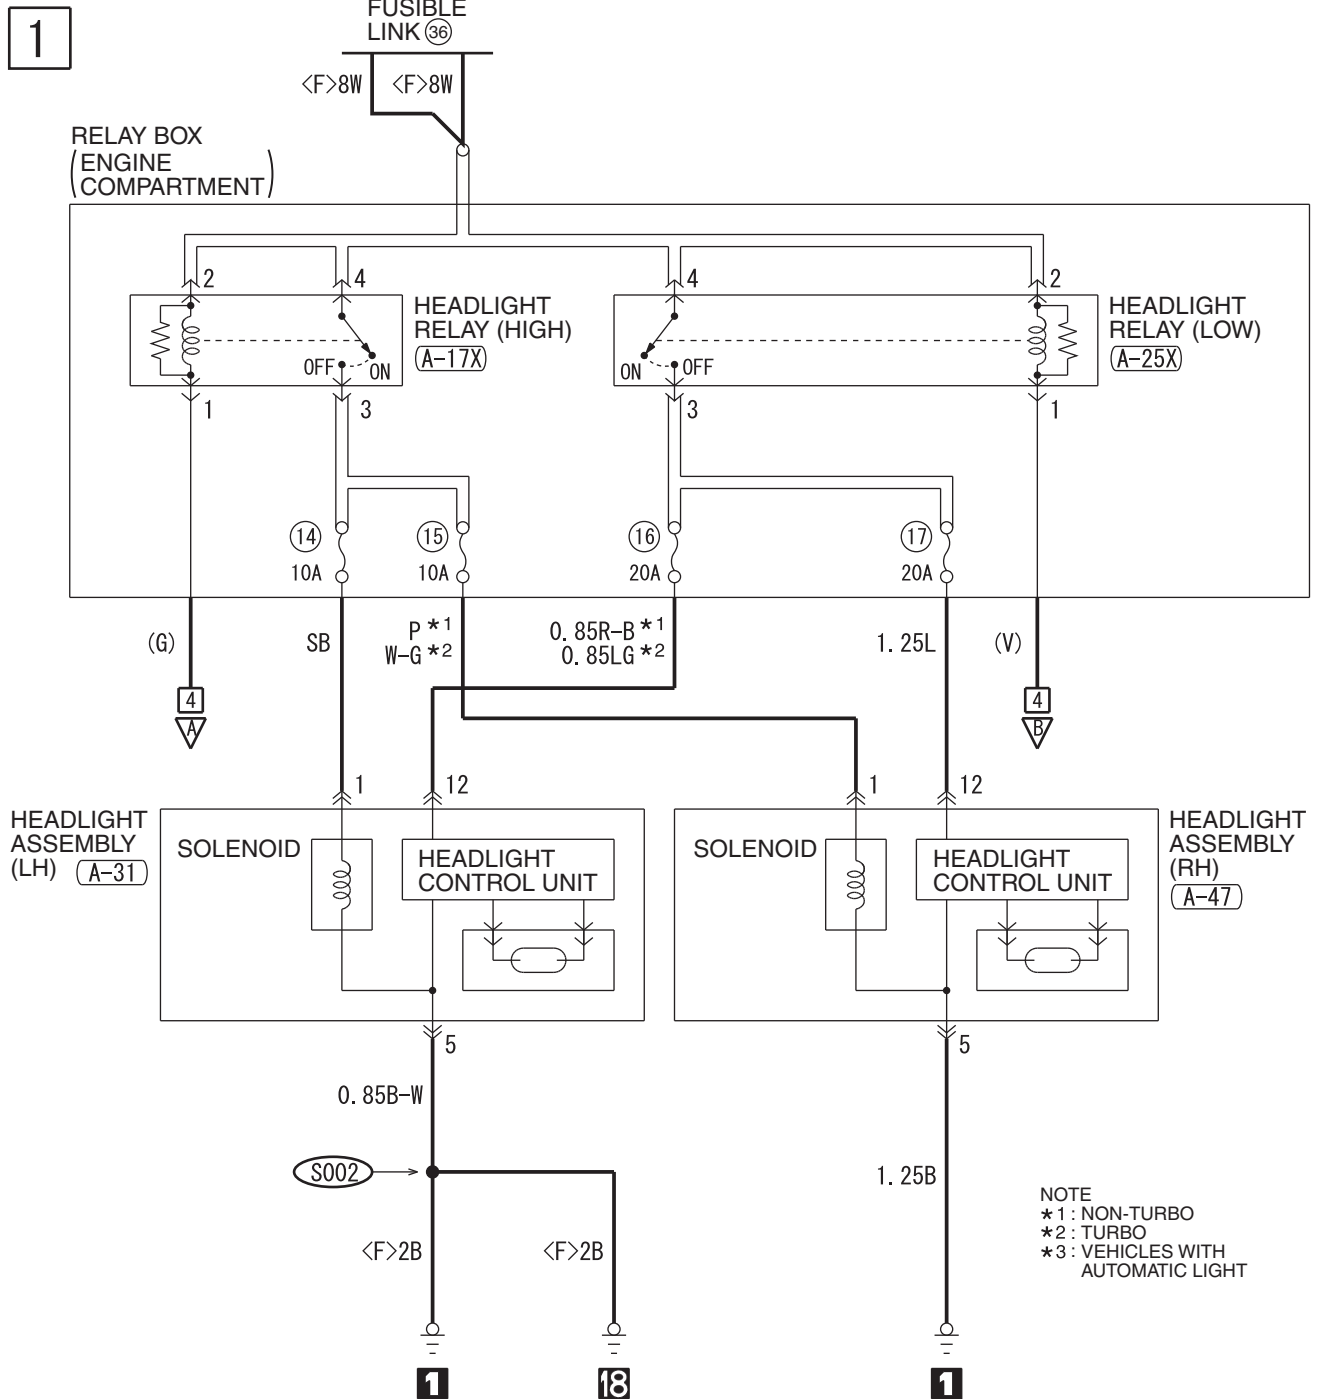 1
FUSIBLE
LINK 36
<F>8W <F>8W
RELAY BOX
(ENGINE
COMPARTMENT)
2 4 4 2
HEADLIGHT
RELAY (HIGH)
A-17X
HEADLIGHT
RELAY (LOW)
A-25X
OFF ON
ON OFF
1 3 3 1
14 15 16 17
10A 10A 20A 20A
(G)
SB
P *1
W-G *2
0.85R-B *1
0.85LG *2
1.25L
(V)
4 4
A B
1 12 1 12
HEADLIGHT
ASSEMBLY
(LH) A-31
SOLENOID
HEADLIGHT
CONTROL UNIT
SOLENOID
HEADLIGHT
CONTROL UNIT
HEADLIGHT
ASSEMBLY
(RH)
A-47
5 5
0.85B-W
S002
1.25B
<F>2B <F>2B
NOTE
*1 : NON-TURBO
*2 : TURBO
*3 : VEHICLES WITH
AUTOMATIC LIGHT
1 18 1